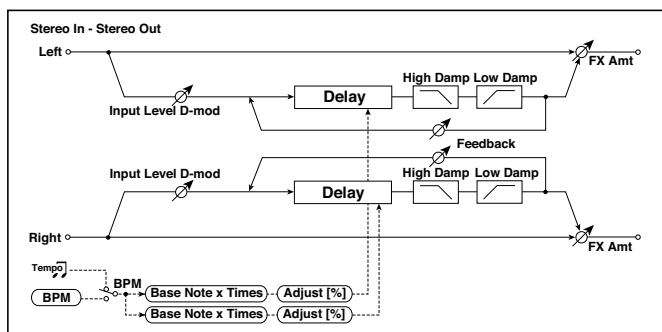 Stereo In - Stereo Out
Left
FX Amt
High Damp Low Damp
Delay
Input Level D-mod
Feedback
Input Level D-mod
High Damp Low Damp
Delay
Right
FX Amt
Tempo
BPM
BPM
Base Note x Times
Adjust [%]
Base Note x Times
Adjust [%]